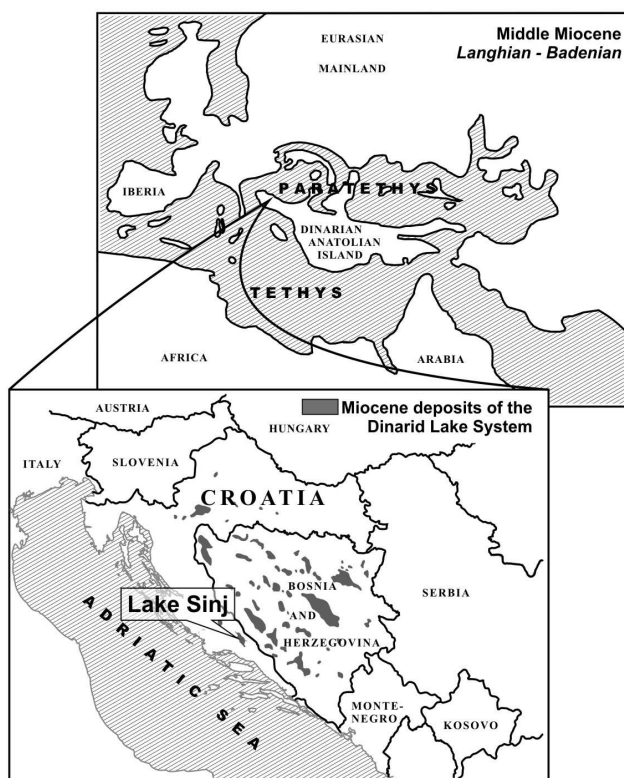 Middle Miocene
Langhian - Badenian
EURASIAN
MAINLAND
IBERIA
PARATETHYS
DINARIAN
ANATOLIAN
ISLAND
TETHYS
AFRICA
ARABIA
Miocene deposits of the
Dinarid Lake System
AUSTRIA
HUNGARY
ITALY
SLOVENIA
CROATIA
BOSNIA
AND
HERZEGOVINA
SERBIA
Lake Sinj
ADRIATIC SEA
MONTE-
NEGRO
KOSOVO